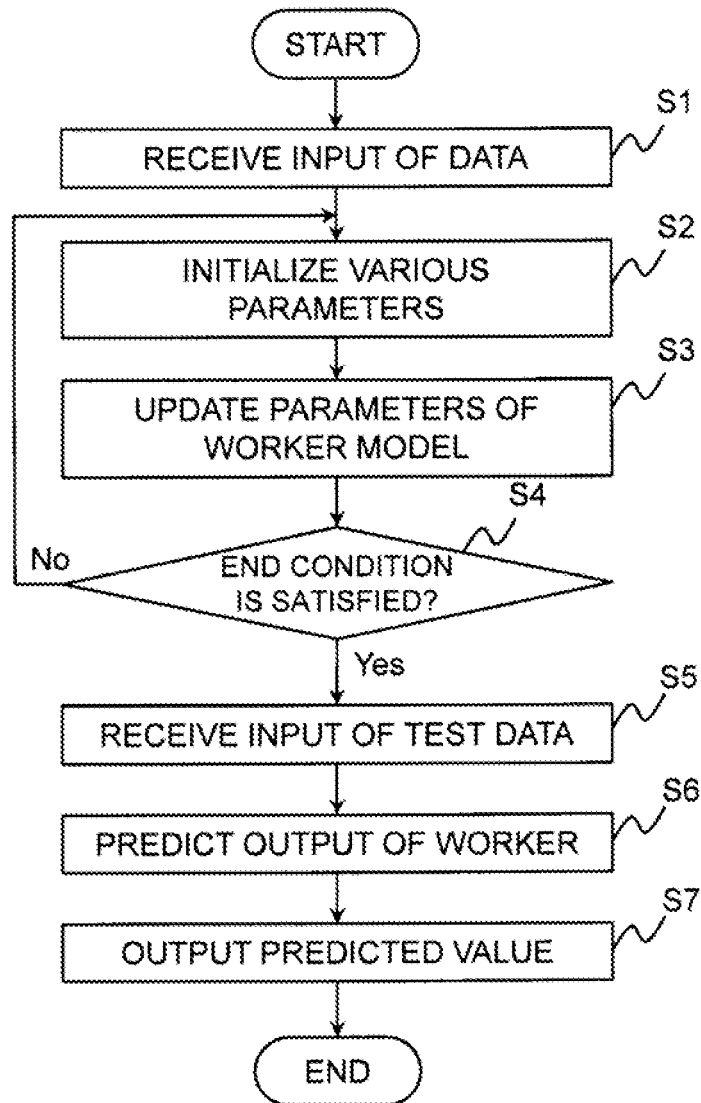 START
S1
RECEIVE INPUT OF DATA
S2
INITIALIZE VARIOUS
PARAMETERS
S3
UPDATE PARAMETERS OF
WORKER MODEL
S4
No
END CONDITION
IS SATISFIED?
Yes
S5
RECEIVE INPUT OF TEST DATA
S6
PREDICT OUTPUT OF WORKER
S7
OUTPUT PREDICTED VALUE
END